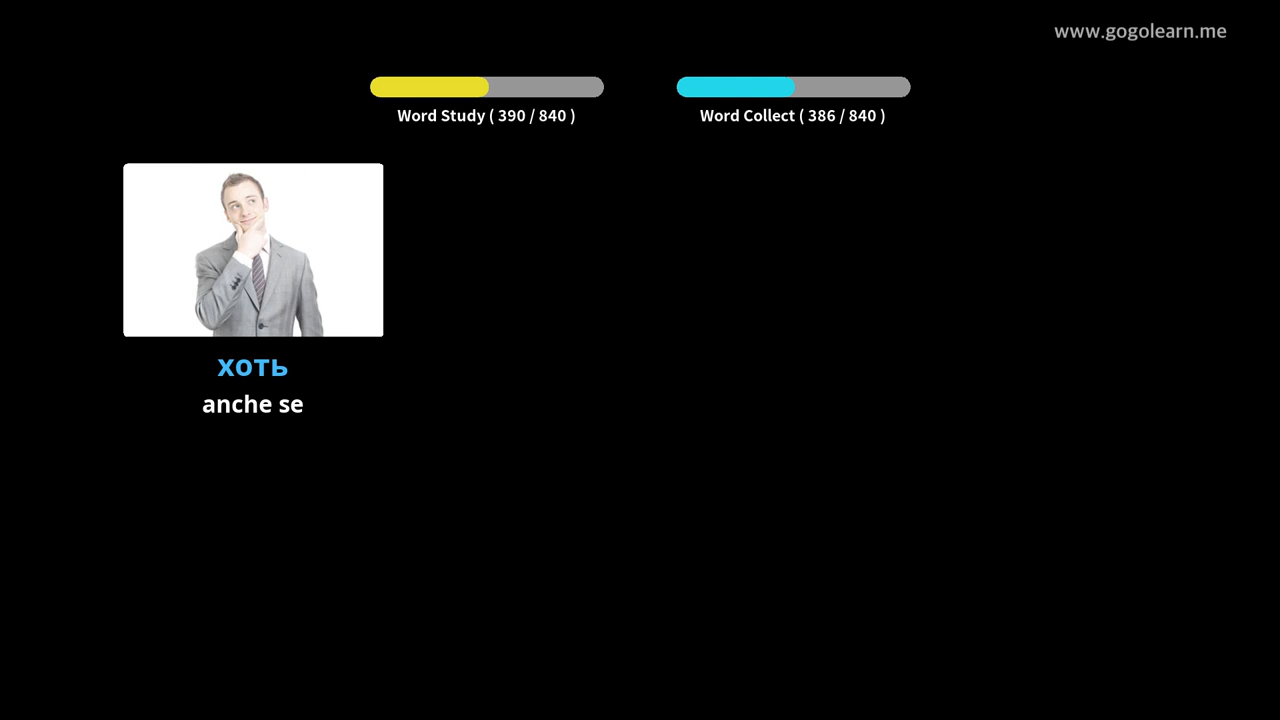 www.gogolearn.me
Word Study ( 390 / 840 )
Word Collect ( 386 / 840 )
хоть
anche se